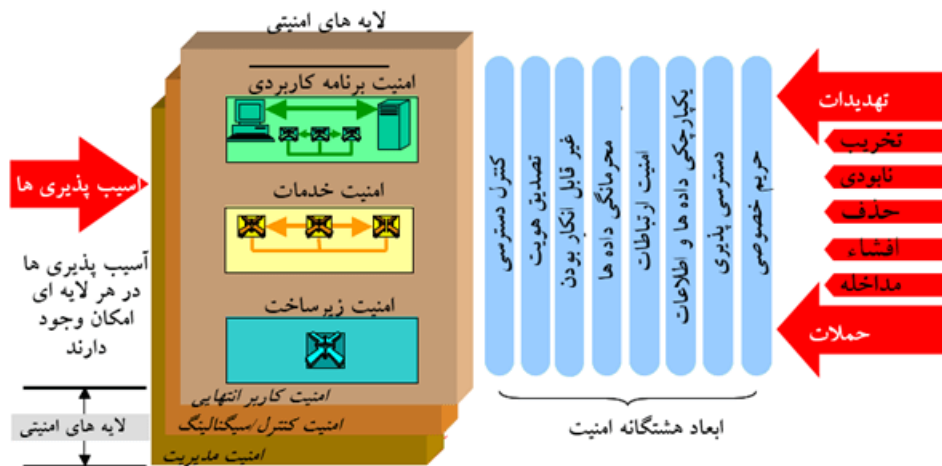 لایه های امنیتی
امنیت برنامه کاربردی
امنیت خدمات
امنیت زیرساخت
امنیت کاربر انتهایی
امنیت کنترل/سیگنالینگ
امنیت مدیریت
کنترل دسترسی
تصدیق هویت
غیر قابل انکار بودن
محرمانگی داده ها
امنیت ارتباطات
یکپارچگی داده ها و اطلاعات
دسترسی پذیری
حریم خصوصی
ابعاد هشتگانه امنیت
تهدیدات
تخریب
نابودی
حذف
افشاء
مداخله
حملات
آسیب پذیری ها
آسیب پذیری ها
در هر لایه ای
امکان وجود
دارند
لایه های امنیتی